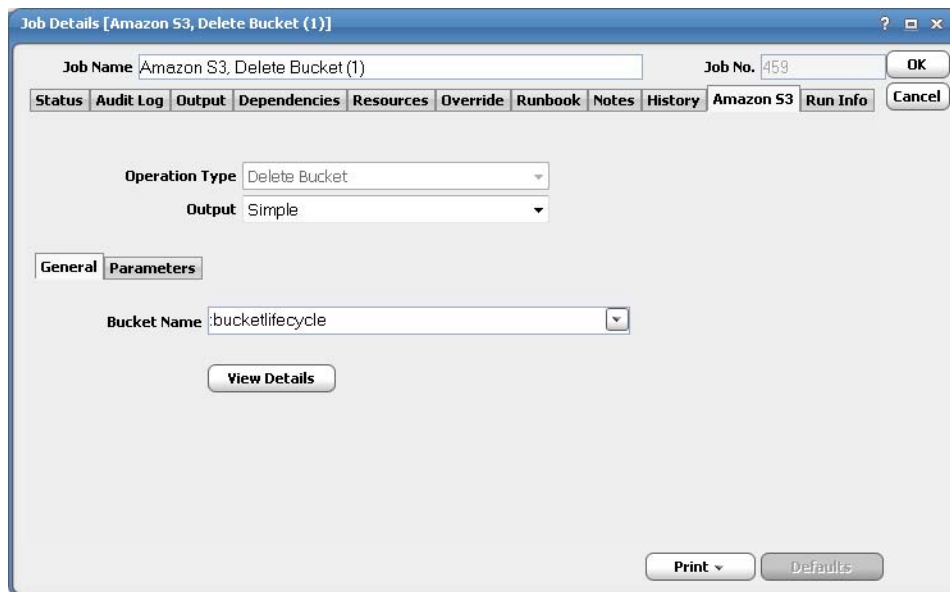 Job Details [Amazon S3, Delete Bucket (1)]
?
Job Name Amazon S3, Delete Bucket (1) Job No. 459 OK
Status Audit Log Output Dependencies Resources Override Runbook Notes History Amazon S3 Run Info Cancel
Operation Type Delete Bucket
Output Simple
General Parameters
Bucket Name :bucketlifecycle
View Details
Print Defaults